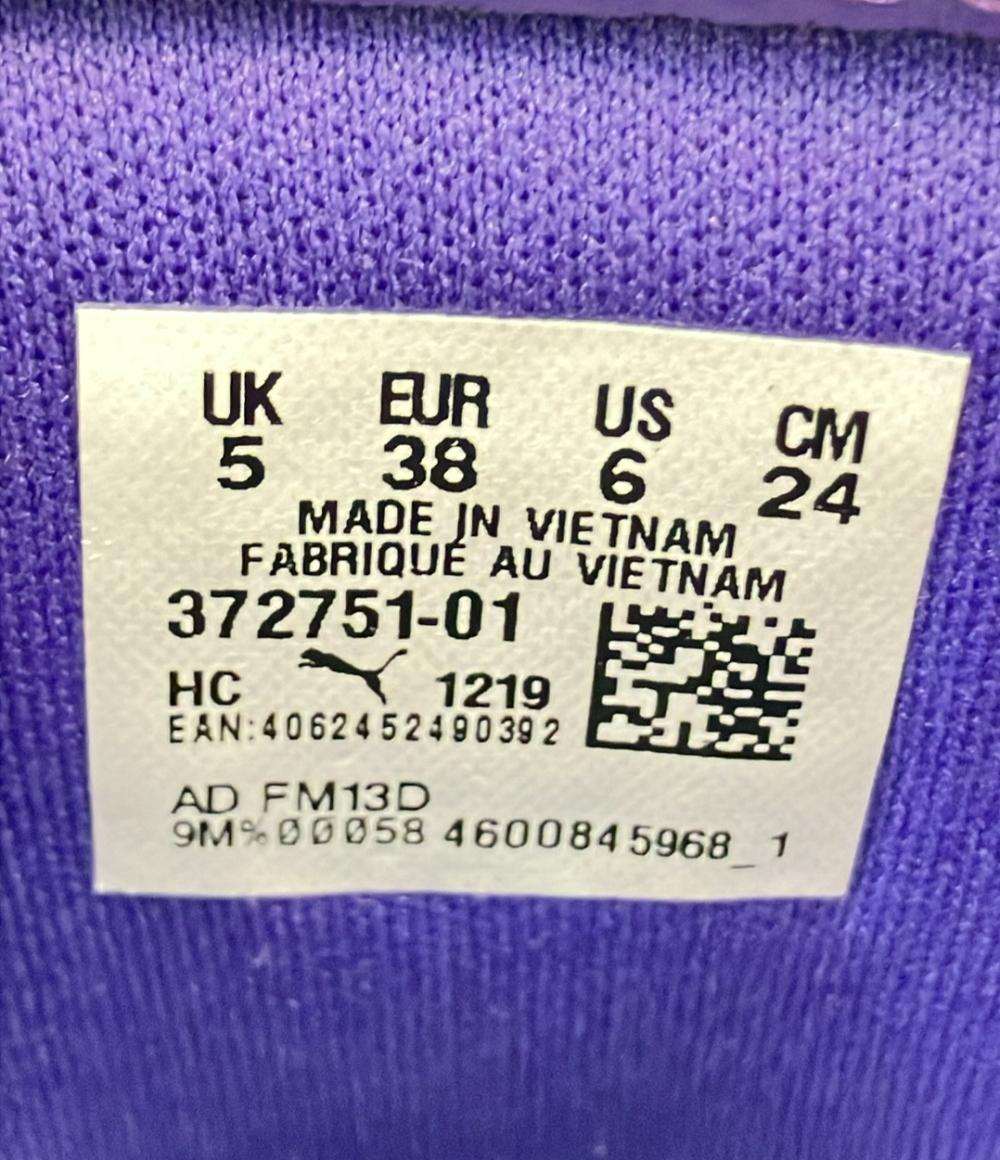 UK EUR US CM
5 38 6 24
MADE IN VIETNAM
FABRIQUE AU VIETNAM
372751-01
HC 1219
EAN:4062452490392
AD FM13D
9M%00058 4600845968_1